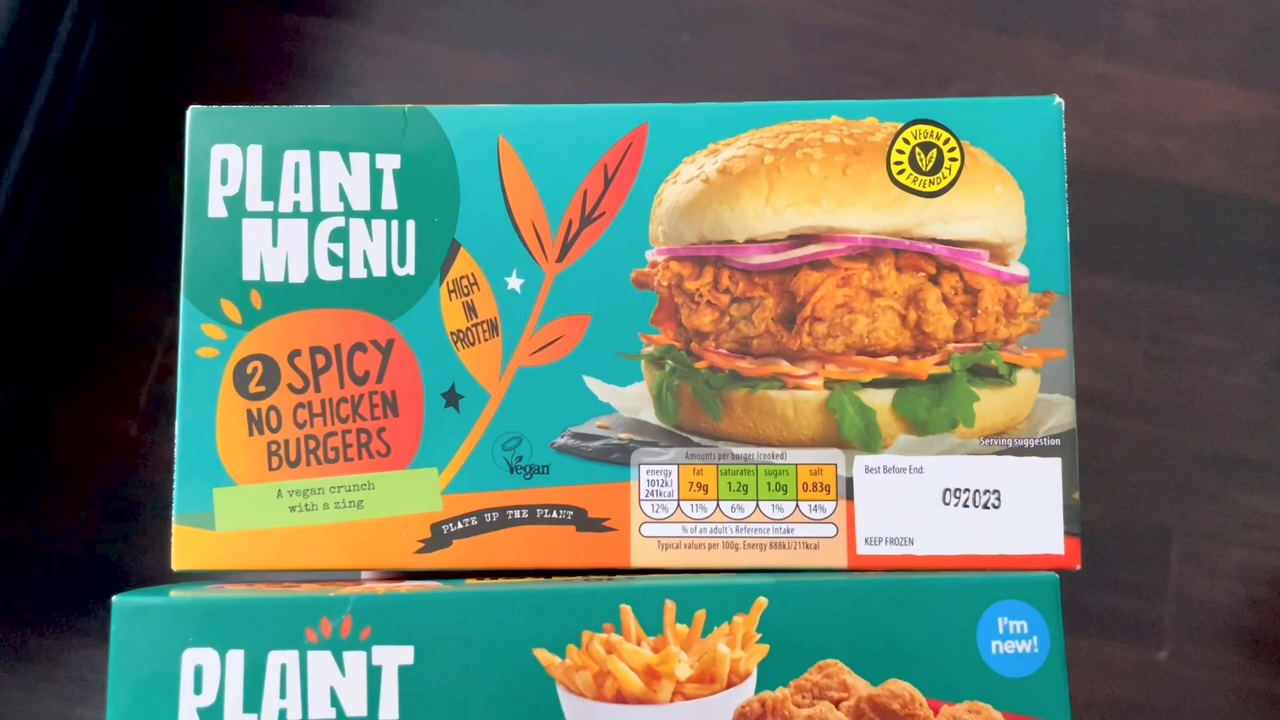 PLANT
MENU
HIGH
IN
PROTEIN
2 SPICY
NO CHICKEN
BURGERS
A vegan crunch
with a zing
Vegan
PLATE UP THE PLANT
VEGAN
FRIENDLY
Serving suggestion
Amounts per burger (cooked)
energy fat saturates sugars salt
1012kJ
241kcal 7.9g 1.2g 1.0g 0.83g
12% 11% 6% 1% 14%
% of an adult's Reference Intake
Typical values per 100g: Energy 888kJ/211kcal
Best Before End:
092023
KEEP FROZEN
I'm
new!
PLANT